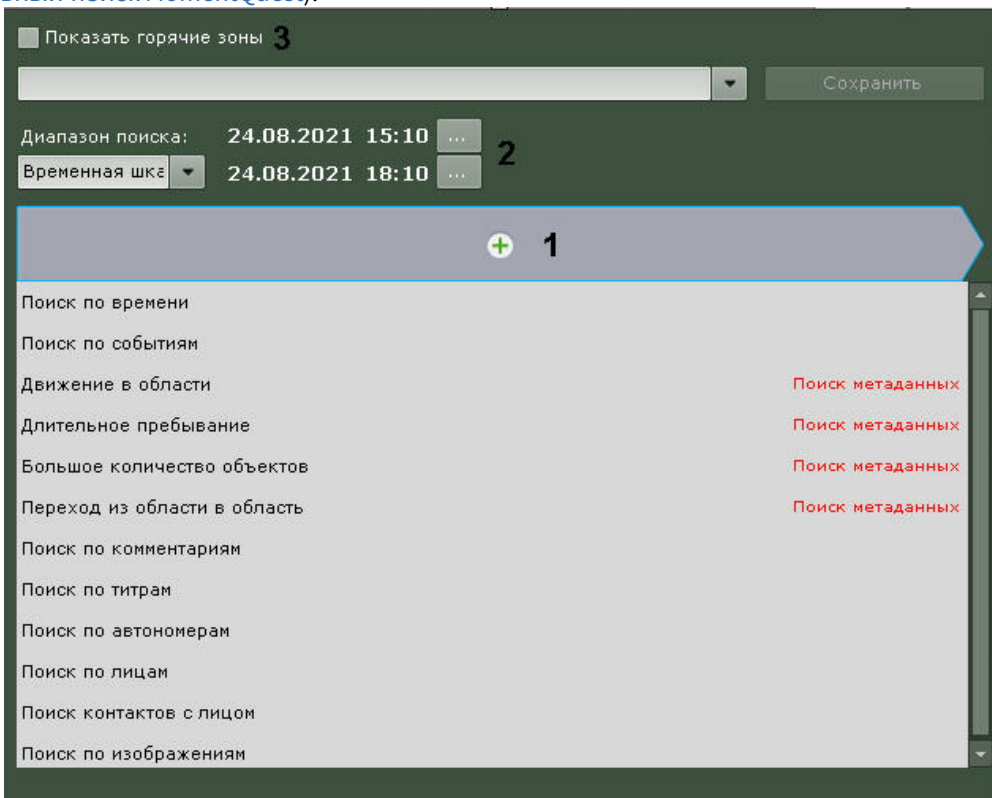 MomentQuest).
Показать горячие зоны 3
Сохранить
Диапазон поиска: 24.08.2021 15:10 ...
2
Временная шка 24.08.2021 18:10 ...
1
Поиск по времени
Поиск по событиям
Движение в области Поиск метаданных
Длительное пребывание Поиск метаданных
Большое количество объектов Поиск метаданных
Переход из области в область Поиск метаданных
Поиск по комментариям
Поиск по титрам
Поиск по автономерам
Поиск по лицам
Поиск контактов с лицом
Поиск по изображениям